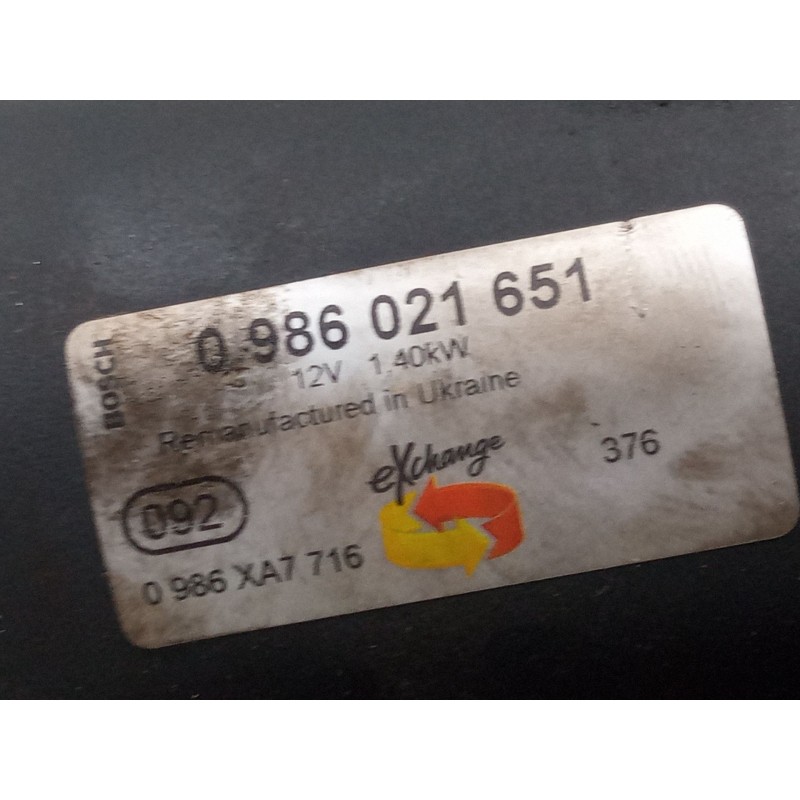 BOSCH
0 986 021 651
12V 1.40kW
Remanufactured in Ukraine
eXchange
376
092
0 986 XA7 716